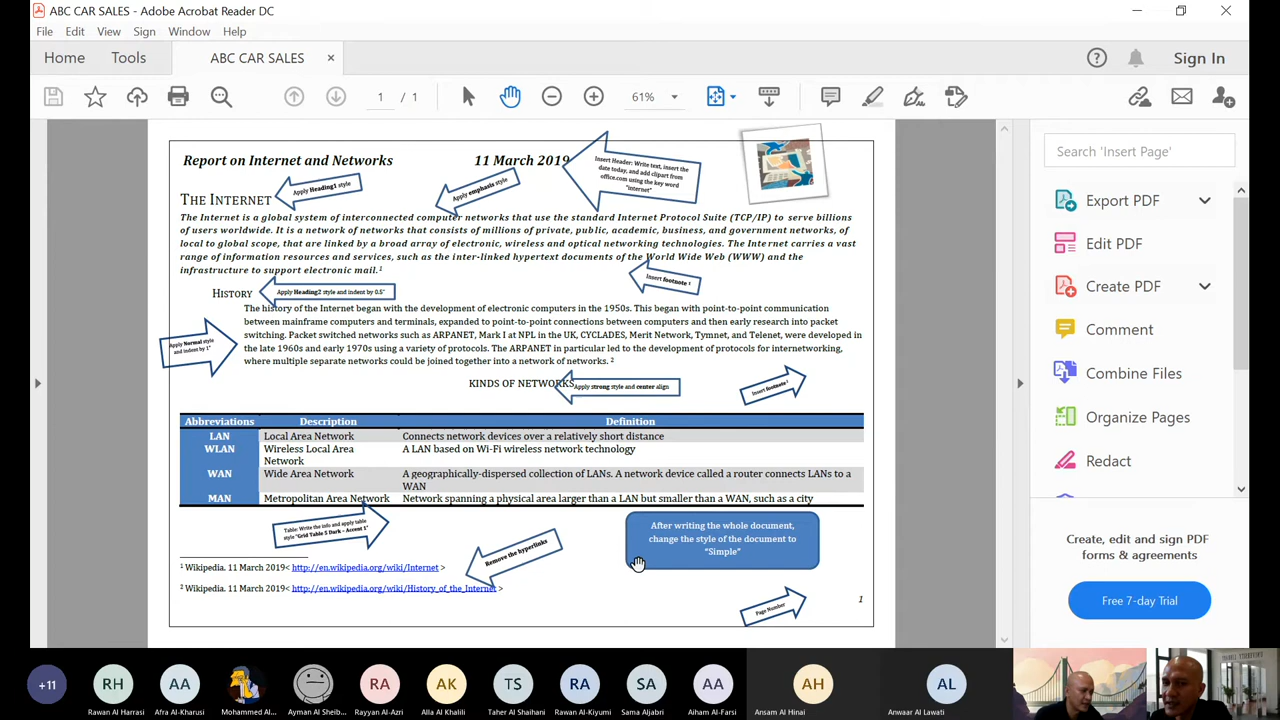 ABC CAR SALES - Adobe Acrobat Reader DC
File Edit View Sign Window Help
Home Tools ABC CAR SALES ×
Sign In
1 / 1 61%
Report on Internet and Networks 11 March 2019
Insert Header: Write text, insert the
date today, and add clipart from
office.com using the key word
"internet"
Apply Heading1 style
Apply emphasis style
THE INTERNET
The Internet is a global system of interconnected computer networks that use the standard Internet Protocol Suite (TCP/IP) to serve billions
of users worldwide. It is a network of networks that consists of millions of private, public, academic, business, and government networks, of
local to global scope, that are linked by a broad array of electronic, wireless and optical networking technologies. The Internet carries a vast
range of information resources and services, such as the inter-linked hypertext documents of the World Wide Web (WWW) and the
infrastructure to support electronic mail.1
Insert footnote 1
HISTORY
Apply Heading2 style and indent by 0.5"
The history of the Internet began with the development of electronic computers in the 1950s. This began with point-to-point communication
between mainframe computers and terminals, expanded to point-to-point connections between computers and then early research into packet
switching. Packet switched networks such as ARPANET, Mark I at NPL in the UK, CYCLADES, Merit Network, Tymnet, and Telenet, were developed in
the late 1960s and early 1970s using a variety of protocols. The ARPANET in particular led to the development of protocols for internetworking,
where multiple separate networks could be joined together into a network of networks. 2
Apply Normal style
and indent by 1"
KINDS OF NETWORKS
Apply strong style and center align
Insert footnote
Abbreviations Description Definition
LAN Local Area Network Connects network devices over a relatively short distance
WLAN Wireless Local Area A LAN based on Wi-Fi wireless network technology
Network
WAN Wide Area Network A geographically-dispersed collection of LANs. A network device called a router connects LANs to a
WAN
MAN Metropolitan Area Network Network spanning a physical area larger than a LAN but smaller than a WAN, such as a city
Table: Write the info and apply table
style "Grid Table 5 Dark - Accent 1"
Remove the hyperlinks
After writing the whole document,
change the style of the document to
"Simple"
1 Wikipedia. 11 March 2019< http://en.wikipedia.org/wiki/Internet >
2 Wikipedia. 11 March 2019< http://en.wikipedia.org/wiki/History_of_the_Internet >
Page Number
1
Search 'Insert Page'
Export PDF
Edit PDF
Create PDF
Comment
Combine Files
Organize Pages
Redact
Create, edit and sign PDF
forms & agreements
Free 7-day Trial
+11 RH AA RA AK TS RA SA AA AH AL
Rawan Al Harrasi Afra Al-Kharusi Mohammed Al... Ayman Al Sheib... Rayyan Al-Azri Alla Al Khalili Taher Al Shaihani Rawan Al-Kiyumi Sama Aljabri Aiham Al-Farsi Ansam Al Hinai Anwaar Al Lawati